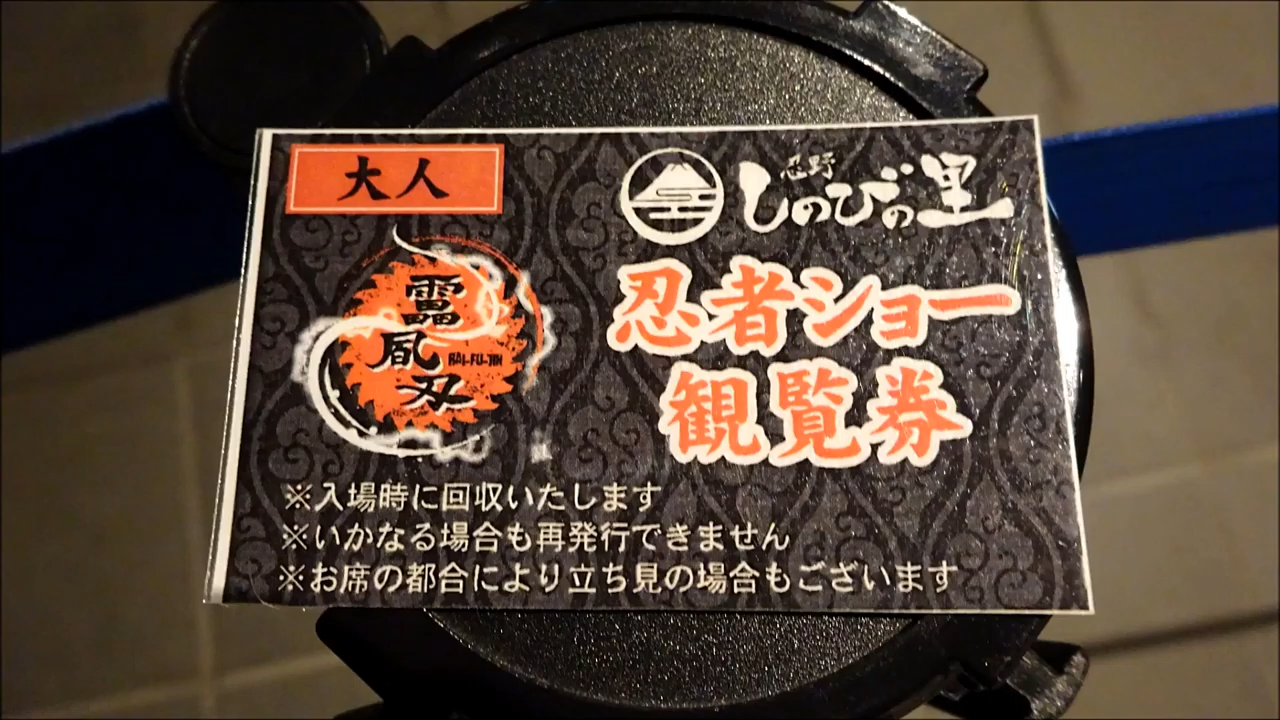 大人
忍野
しのびの里
雷風刃
RAI-FU-JIN
忍者ショー
観覧券
※入場時に回収いたします
※いかなる場合も再発行できません
※お席の都合により立ち見の場合もございます